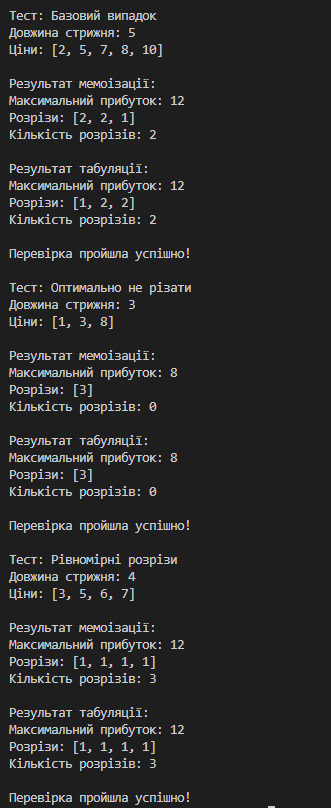 Тест: Базовий випадок
Довжина стрижня: 5
Ціни: [2, 5, 7, 8, 10]
Результат мемоізації:
Максимальний прибуток: 12
Розрізи: [2, 2, 1]
Кількість розрізів: 2
Результат табуляції:
Максимальний прибуток: 12
Розрізи: [1, 2, 2]
Кількість розрізів: 2
Перевірка пройшла успішно!
Тест: Оптимально не різати
Довжина стрижня: 3
Ціни: [1, 3, 8]
Результат мемоізації:
Максимальний прибуток: 8
Розрізи: [3]
Кількість розрізів: 0
Результат табуляції:
Максимальний прибуток: 8
Розрізи: [3]
Кількість розрізів: 0
Перевірка пройшла успішно!
Тест: Рівномірні розрізи
Довжина стрижня: 4
Ціни: [3, 5, 6, 7]
Результат мемоізації:
Максимальний прибуток: 12
Розрізи: [1, 1, 1, 1]
Кількість розрізів: 3
Результат табуляції:
Максимальний прибуток: 12
Розрізи: [1, 1, 1, 1]
Кількість розрізів: 3
Перевірка пройшла успішно!